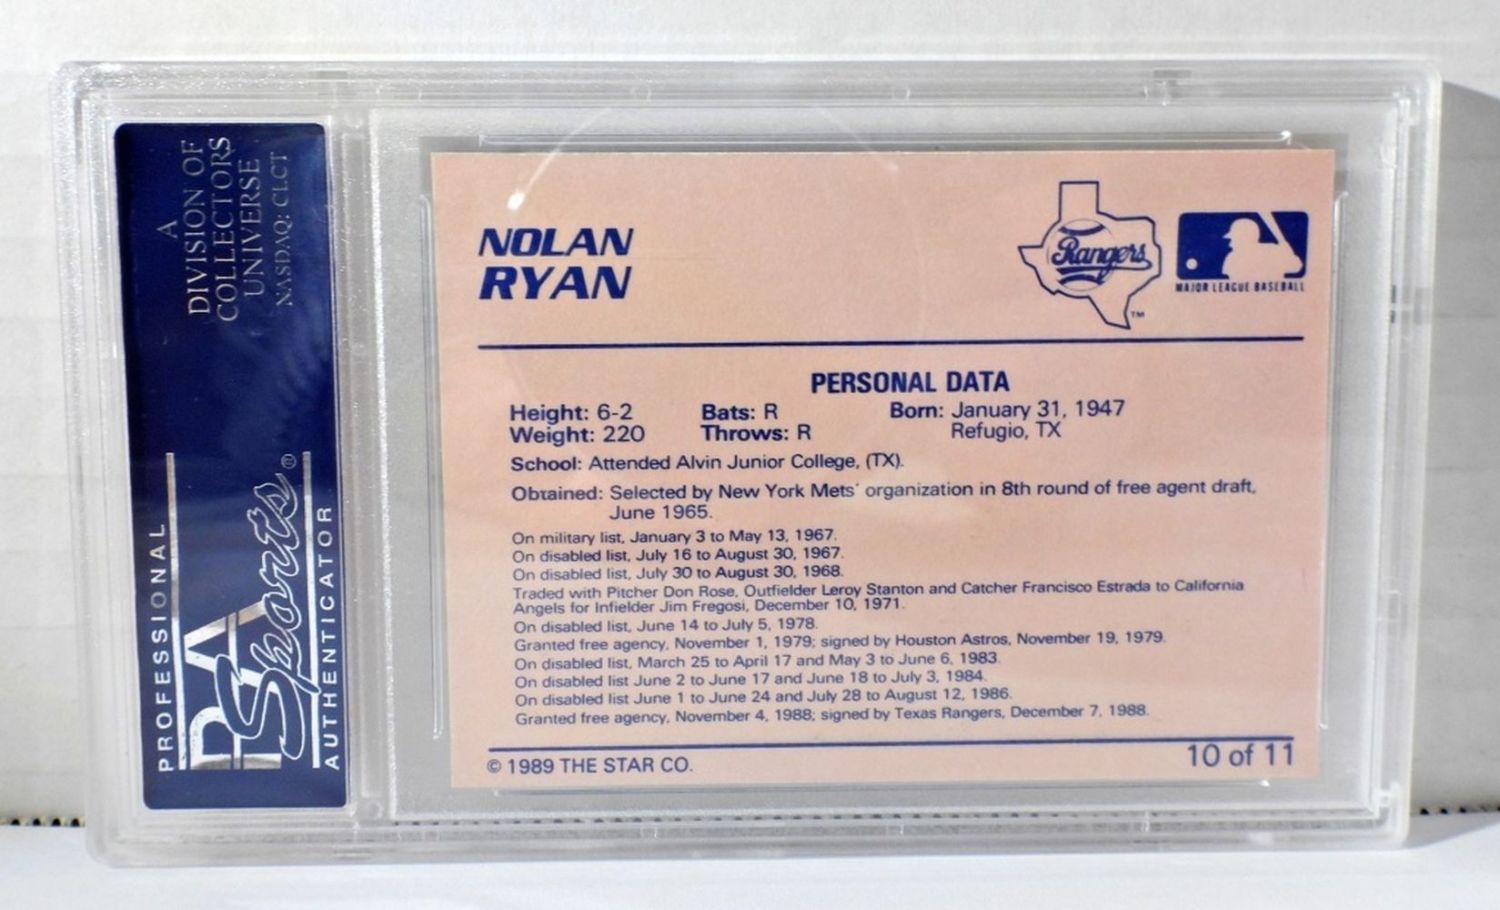 A
DIVISION OF
COLLECTORS
UNIVERSE
NASDAQ: CLCT
PROFESSIONAL
PSA
Sports®
AUTHENTICATOR
NOLAN
RYAN
Rangers
TM
MAJOR LEAGUE BASEBALL
PERSONAL DATA
Height: 6-2 Bats: R Born: January 31, 1947
Weight: 220 Throws: R Refugio, TX
School: Attended Alvin Junior College, (TX).
Obtained: Selected by New York Mets' organization in 8th round of free agent draft,
June 1965.
On military list, January 3 to May 13, 1967.
On disabled list, July 16 to August 30, 1967.
On disabled list, July 30 to August 30, 1968.
Traded with Pitcher Don Rose, Outfielder Leroy Stanton and Catcher Francisco Estrada to California
Angels for Infielder Jim Fregosi, December 10, 1971.
On disabled list, June 14 to July 5, 1978.
Granted free agency, November 1, 1979; signed by Houston Astros, November 19, 1979.
On disabled list, March 25 to April 17 and May 3 to June 6, 1983.
On disabled list June 2 to June 17 and June 18 to July 3, 1984.
On disabled list June 1 to June 24 and July 28 to August 12, 1986.
Granted free agency, November 4, 1988; signed by Texas Rangers, December 7, 1988.
© 1989 THE STAR CO. 10 of 11